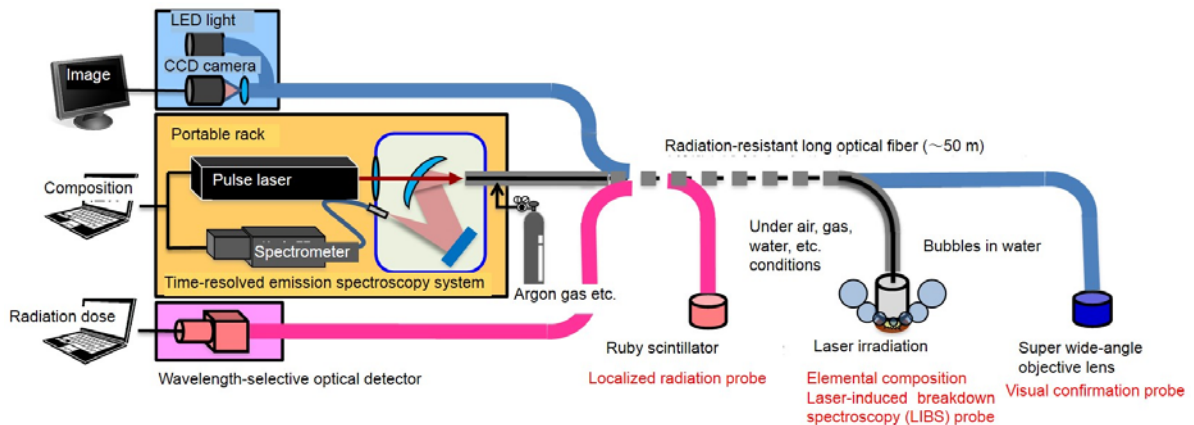 LED light
CCD camera
Image
Portable rack
Pulse laser
Composition
Spectrometer
Time-resolved emission spectroscopy system
Argon gas etc.
Radiation dose
Wavelength-selective optical detector
Radiation-resistant long optical fiber (～50 m)
Under air, gas,
water, etc.
conditions
Bubbles in water
Ruby scintillator
Localized radiation probe
Laser irradiation
Elemental composition
Laser-induced breakdown
spectroscopy (LIBS) probe
Super wide-angle
objective lens
Visual confirmation probe